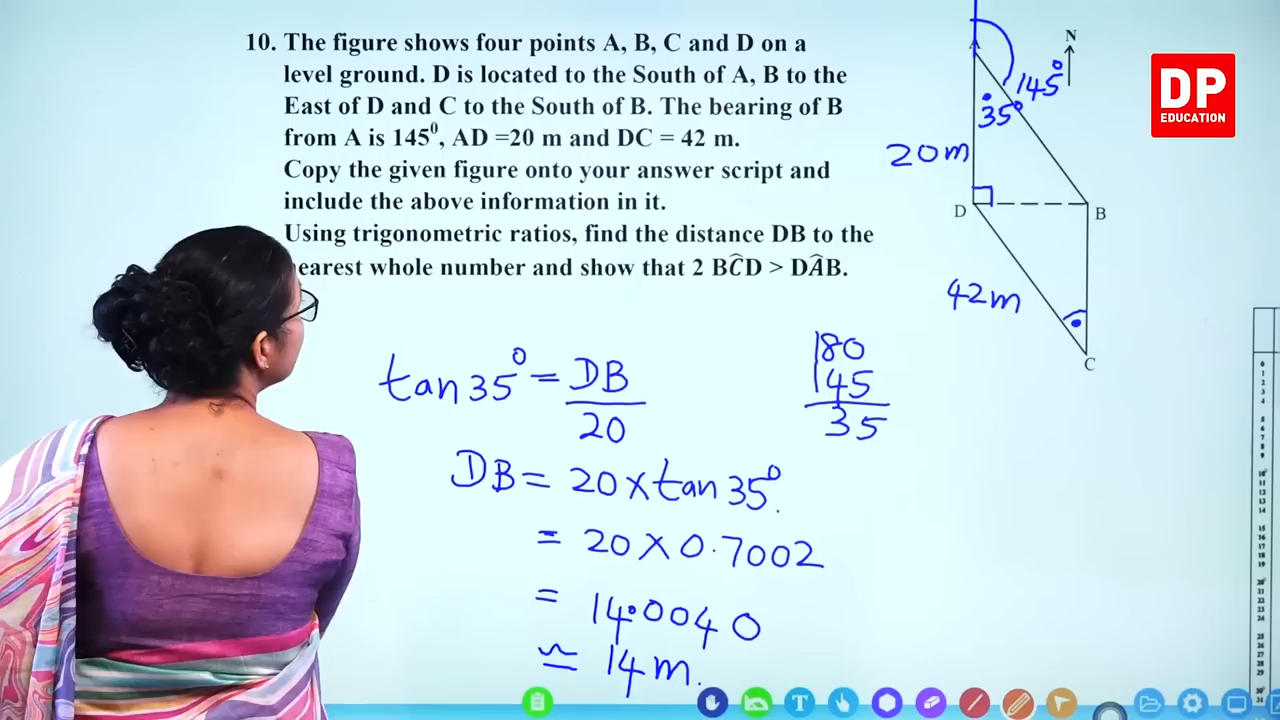 10. The figure shows four points A, B, C and D on a
level ground. D is located to the South of A, B to the
East of D and C to the South of B. The bearing of B
from A is 145⁰, AD =20 m and DC = 42 m.
Copy the given figure onto your answer script and
include the above information in it.
Using trigonometric ratios, find the distance DB to the
nearest whole number and show that 2 BĈD > DÂB.
A
N
145°
35°
20m
D
B
42m
C
DP
EDUCATION
tan 35° = DB/20
180
145
35
DB = 20 × tan 35°.
= 20 × 0.7002
= 14.0040
≃ 14 m.